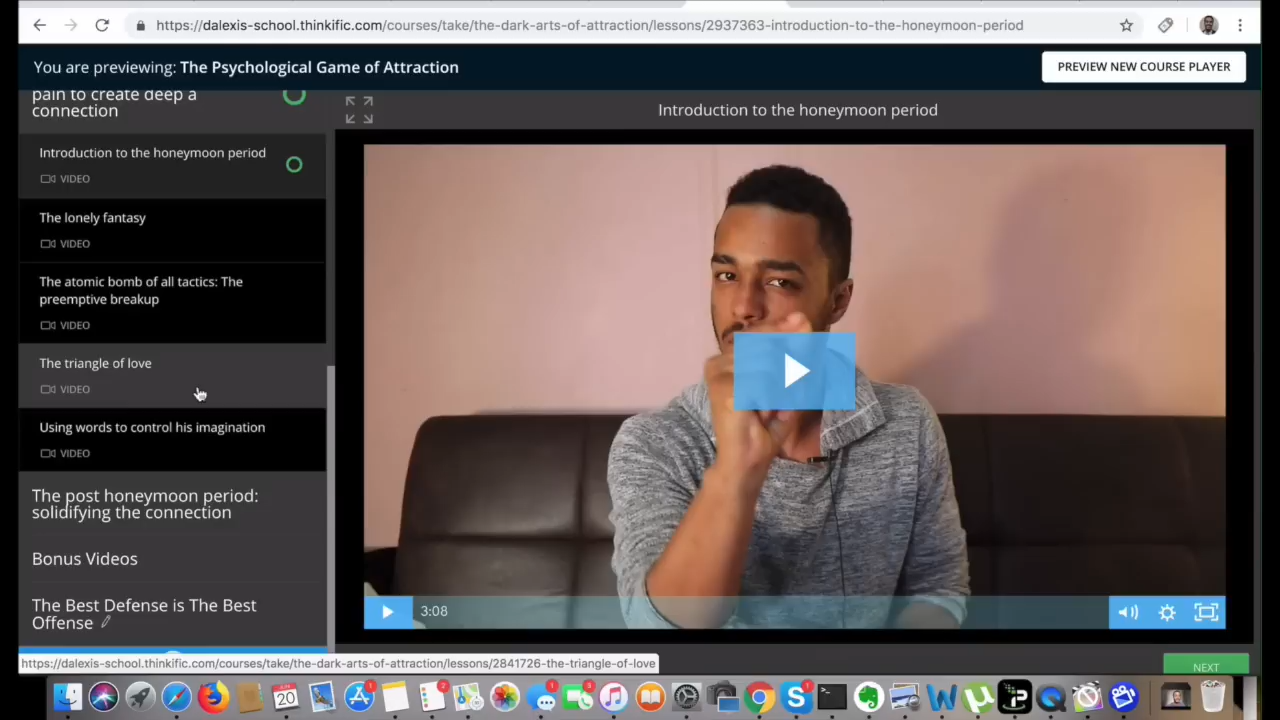 https://dalexis-school.thinkific.com/courses/take/the-dark-arts-of-attraction/lessons/2937363-introduction-to-the-honeymoon-period
You are previewing: The Psychological Game of Attraction
PREVIEW NEW COURSE PLAYER
pain to create deep a
connection
Introduction to the honeymoon period
VIDEO
The lonely fantasy
VIDEO
The atomic bomb of all tactics: The
preemptive breakup
VIDEO
The triangle of love
VIDEO
Using words to control his imagination
VIDEO
The post honeymoon period:
solidifying the connection
Bonus Videos
The Best Defense is The Best
Offense
Introduction to the honeymoon period
3:08
https://dalexis-school.thinkific.com/courses/take/the-dark-arts-of-attraction/lessons/2841726-the-triangle-of-love
NEXT
20